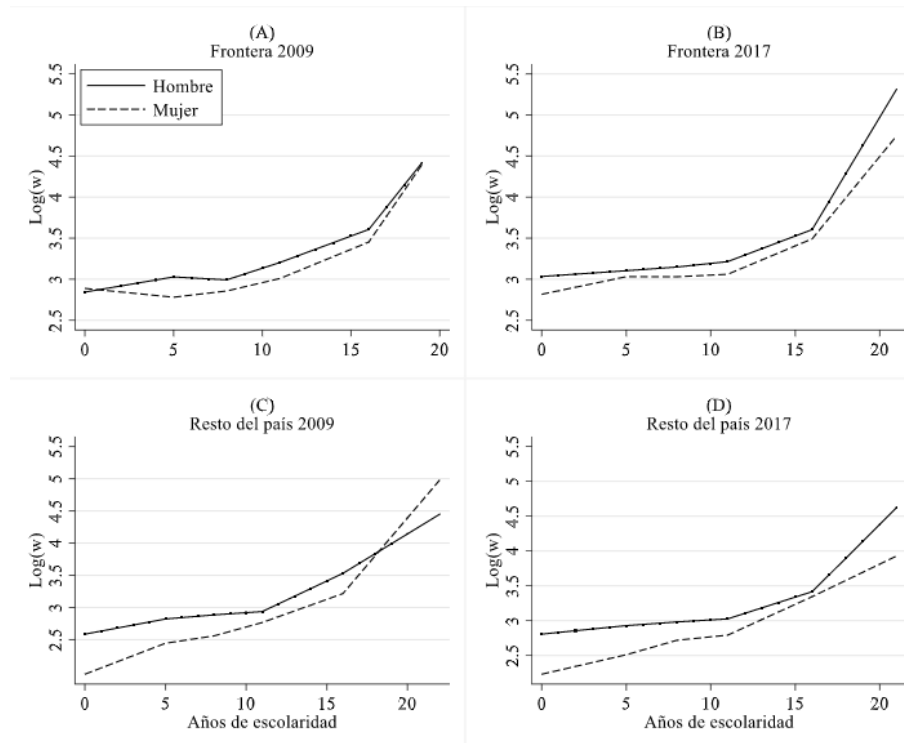 (A)
Frontera 2009
Hombre
Mujer
Log(w)
5.5
5
4.5
4
3.5
3
2.5
0 5 10 15 20
(B)
Frontera 2017
Log(w)
5.5
5
4.5
4
3.5
3
2.5
0 5 10 15 20
(C)
Resto del país 2009
Log(w)
5.5
5
4.5
4
3.5
3
2.5
0 5 10 15 20
Años de escolaridad
(D)
Resto del país 2017
Log(w)
5.5
5
4.5
4
3.5
3
2.5
0 5 10 15 20
Años de escolaridad